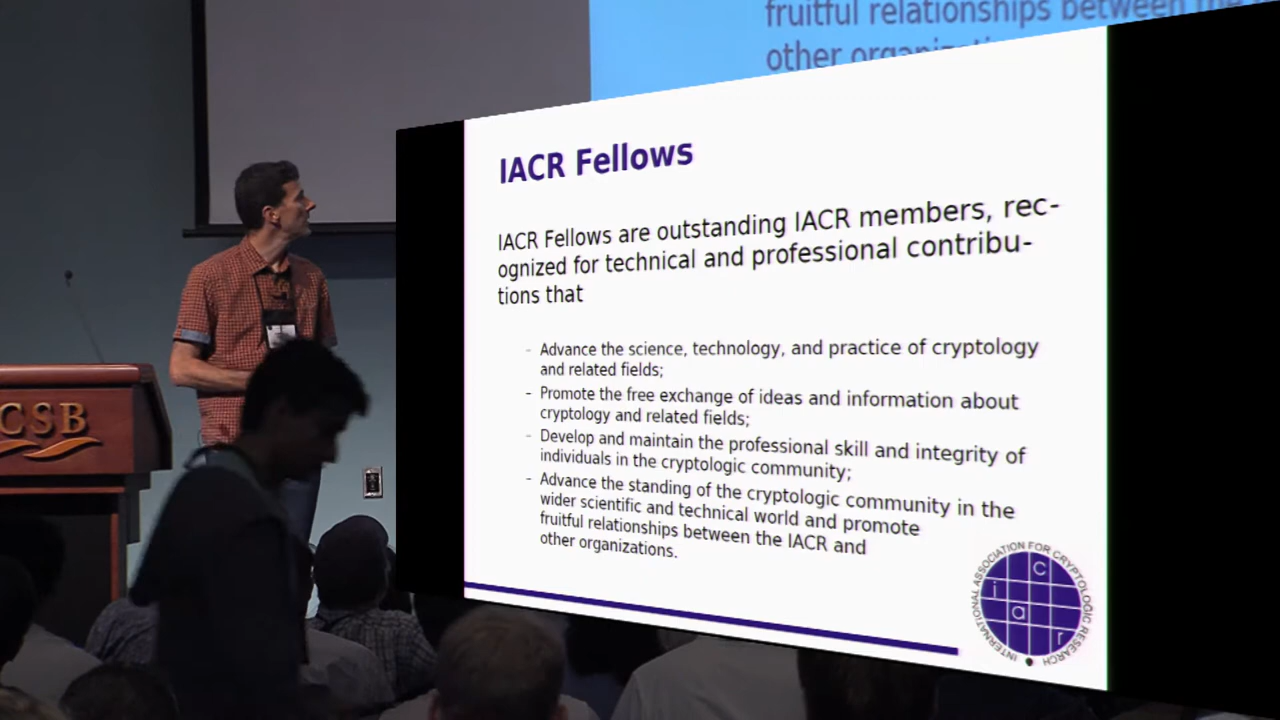 fruitful relationships between the
other
IACR Fellows
IACR Fellows are outstanding IACR members, rec-
ognized for technical and professional contribu-
tions that
- Advance the science, technology, and practice of cryptology
and related fields;
- Promote the free exchange of ideas and information about
cryptology and related fields;
- Develop and maintain the professional skill and integrity of
individuals in the cryptologic community;
- Advance the standing of the cryptologic community in the
wider scientific and technical world and promote
fruitful relationships between the IACR and
other organizations.
CSB
INTERNATIONAL ASSOCIATION FOR CRYPTOLOGIC RESEARCH
c
i
a
r